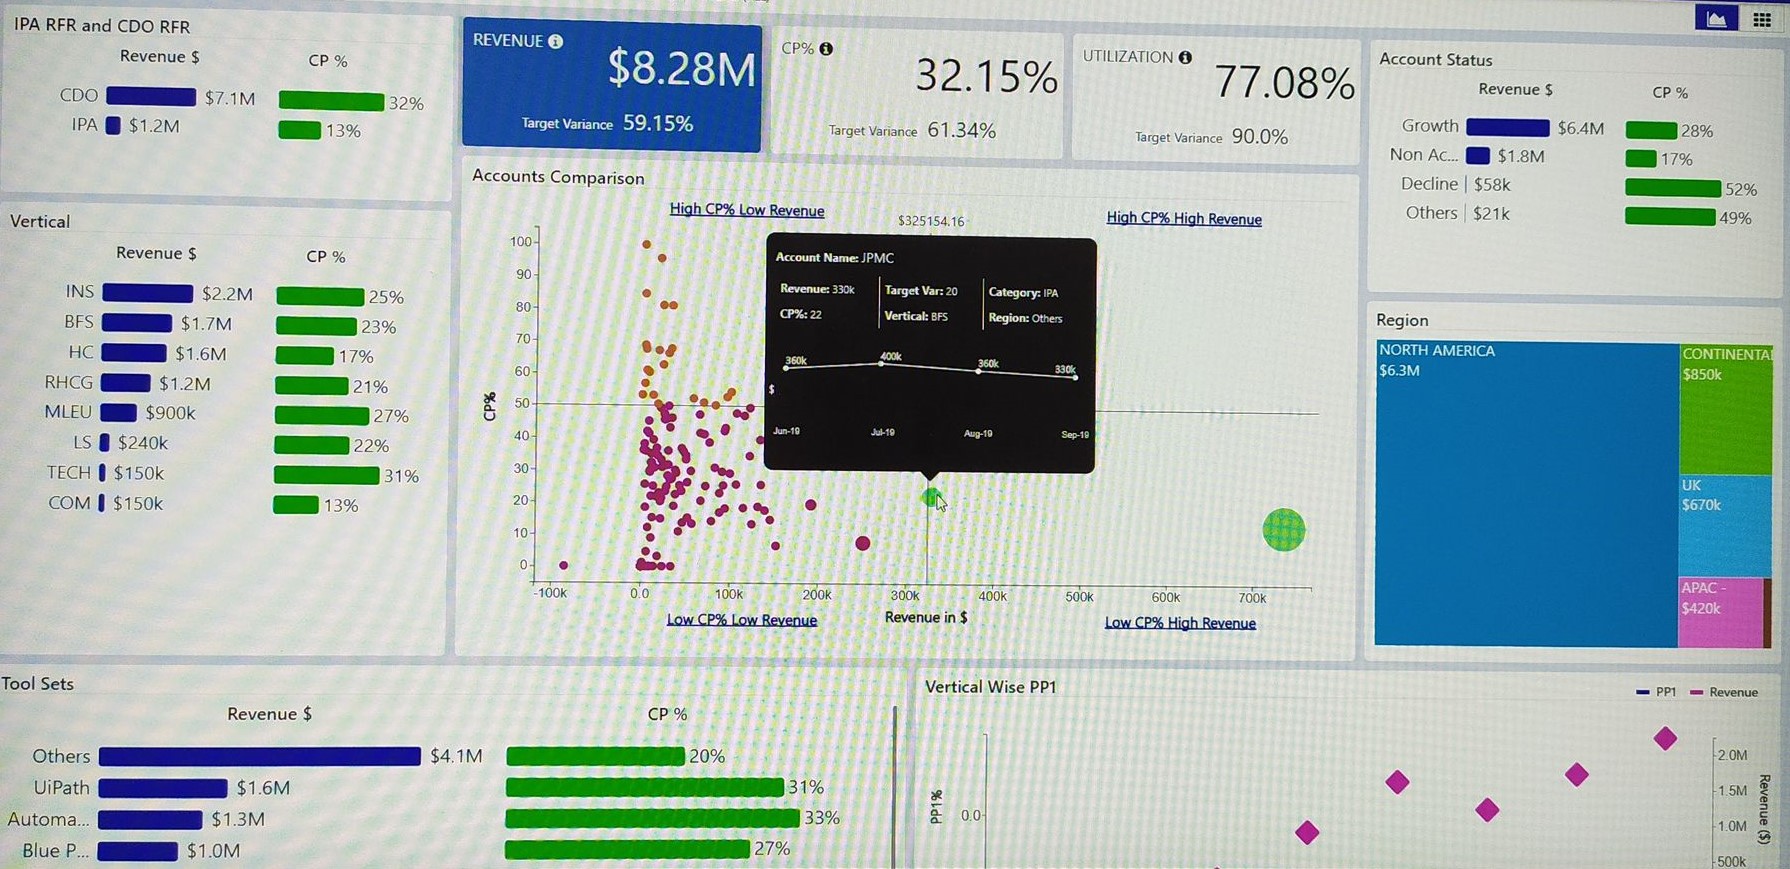 IPA RFR and CDO RFR
Revenue $ CP %
CDO $7.1M 32%
IPA $1.2M 13%
REVENUE
$8.28M
Target Variance 59.15%
CP%
32.15%
Target Variance 61.34%
UTILIZATION
77.08%
Target Variance 90.0%
Account Status
Revenue $ CP %
Growth $6.4M 28%
Non Ac... $1.8M 17%
Decline $58k 52%
Others $21k 49%
Vertical
Revenue $ CP %
INS $2.2M 25%
BFS $1.7M 23%
HC $1.6M 17%
RHCG $1.2M 21%
MLEU $900k 27%
LS $240k 22%
TECH $150k 31%
COM $150k 13%
Accounts Comparison
High CP% Low Revenue
$325154.16
High CP% High Revenue
100
90
80
70
60
50
40
30
20
10
0
CP%
Account Name: JPMC
Revenue: 330k Target Var: 20 Category: IPA
CP%: 22 Vertical: BFS Region: Others
360k 400k 360k 330k
$
Jun-19 Jul-19 Aug-19 Sep-19
-100k 0.0 100k 200k 300k 400k 500k 600k 700k
Low CP% Low Revenue
Revenue in $
Low CP% High Revenue
Region
NORTH AMERICA
$6.3M
CONTINENTAL
$850k
UK
$670k
APAC -
$420k
Tool Sets
Revenue $ CP %
Others $4.1M 20%
UiPath $1.6M 31%
Automa... $1.3M 33%
Blue P... $1.0M 27%
Vertical Wise PP1
PP1 Revenue
PP1%
0.0
2.0M
1.5M
1.0M
500k
Revenue ($)